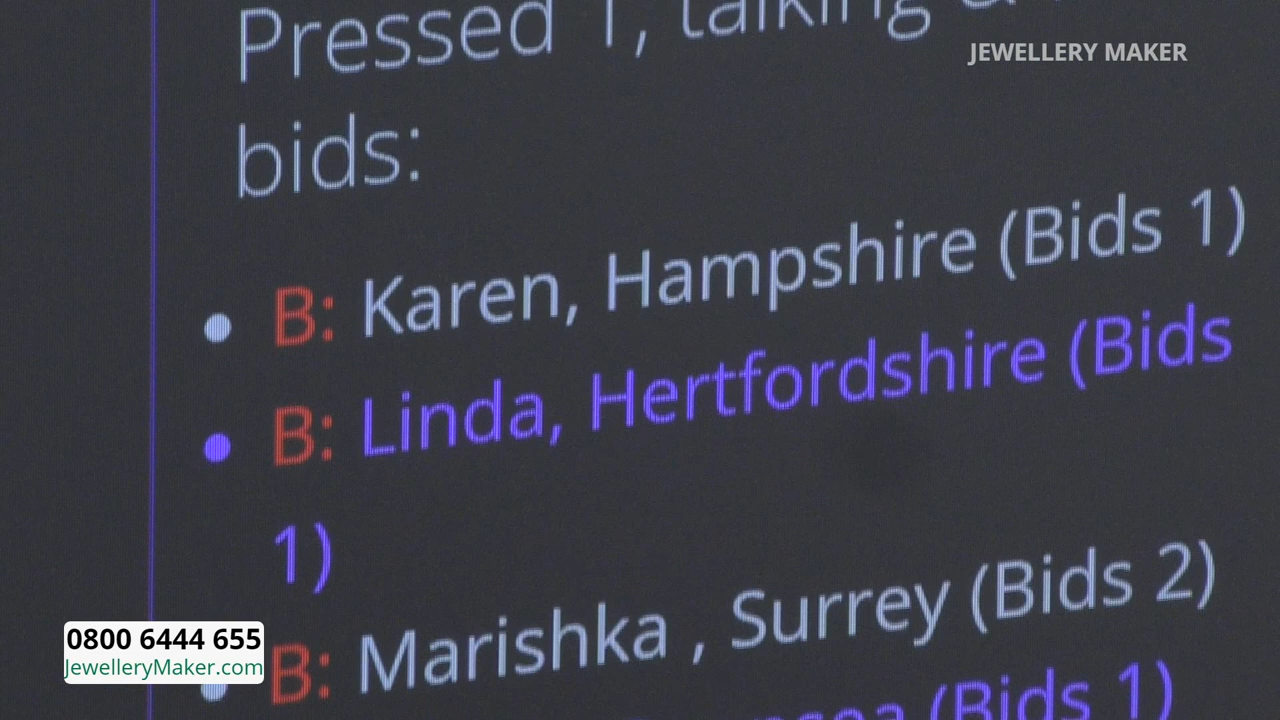 Pressed 1, talking &
JEWELLERY MAKER
bids:
B: Karen, Hampshire (Bids 1)
B: Linda, Hertfordshire (Bids
1)
B: Marishka , Surrey (Bids 2)
(Bids 1)
0800 6444 655
JewelleryMaker.com